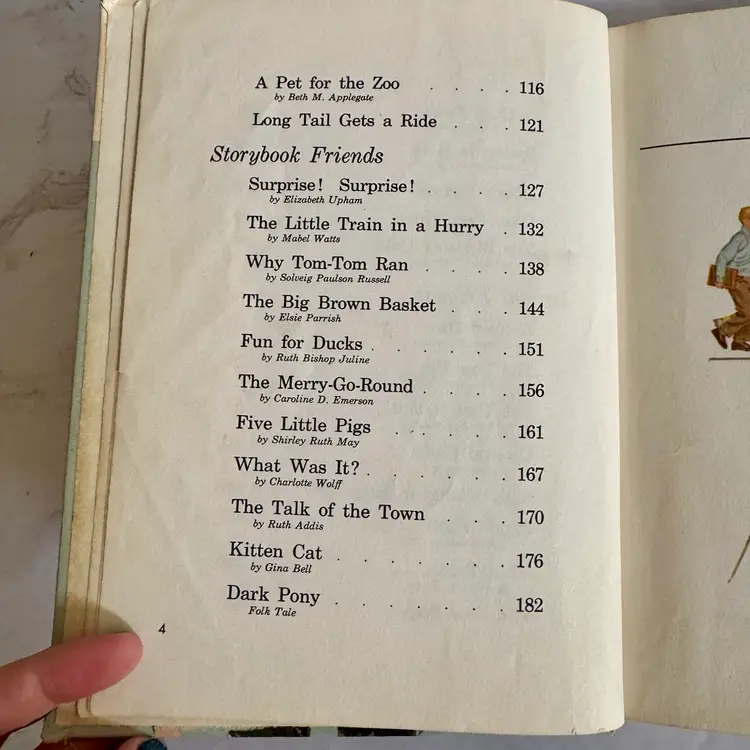 A Pet for the Zoo . . . . 116
by Beth M. Applegate
Long Tail Gets a Ride . . . 121
Storybook Friends
Surprise! Surprise! . . . . 127
by Elizabeth Upham
The Little Train in a Hurry . 132
by Mabel Watts
Why Tom-Tom Ran . . . . 138
by Solveig Paulson Russell
The Big Brown Basket . . . 144
by Elsie Parrish
Fun for Ducks . . . . . . 151
by Ruth Bishop Juline
The Merry-Go-Round . . . . 156
by Caroline D. Emerson
Five Little Pigs . . . . . 161
by Shirley Ruth May
What Was It? . . . . . . 167
by Charlotte Wolff
The Talk of the Town . . . 170
by Ruth Addis
Kitten Cat . . . . . . . 176
by Gina Bell
Dark Pony . . . . . . . 182
Folk Tale
4